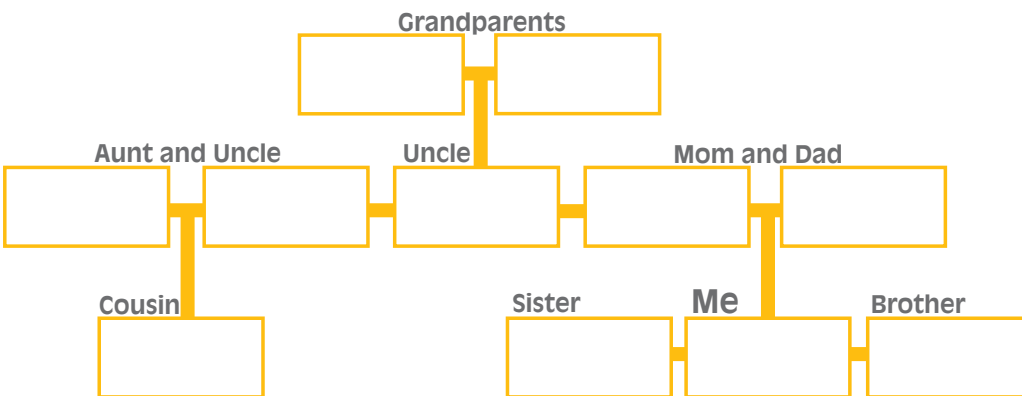 Grandparents
Aunt and Uncle
Uncle
Mom and Dad
Cousin
Sister
Me
Brother